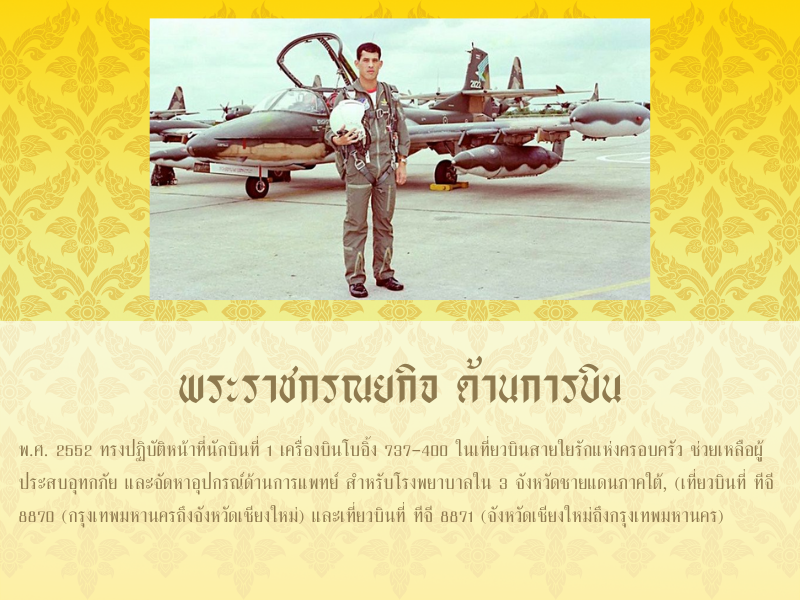 2122
พระราชกรณยกิจ ด้านการบิน
พ.ศ. 2552 ทรงปฏิบัติหน้าที่นักบินที่ 1 เครื่องบินโบอิ้ง 737-400 ในเที่ยวบินสายใยรักแห่งครอบครัว ช่วยเหลือผู้
ประสบอุทกภัย และจัดหาอุปกรณ์ด้านการแพทย์ สำหรับโรงพยาบาลใน 3 จังหวัดชายแดนภาคใต้, (เที่ยวบินที่ ทีจี
8870 (กรุงเทพมหานครถึงจังหวัดเชียงใหม่) และเที่ยวบินที่ ทีจี 8871 (จังหวัดเชียงใหม่ถึงกรุงเทพมหานคร)